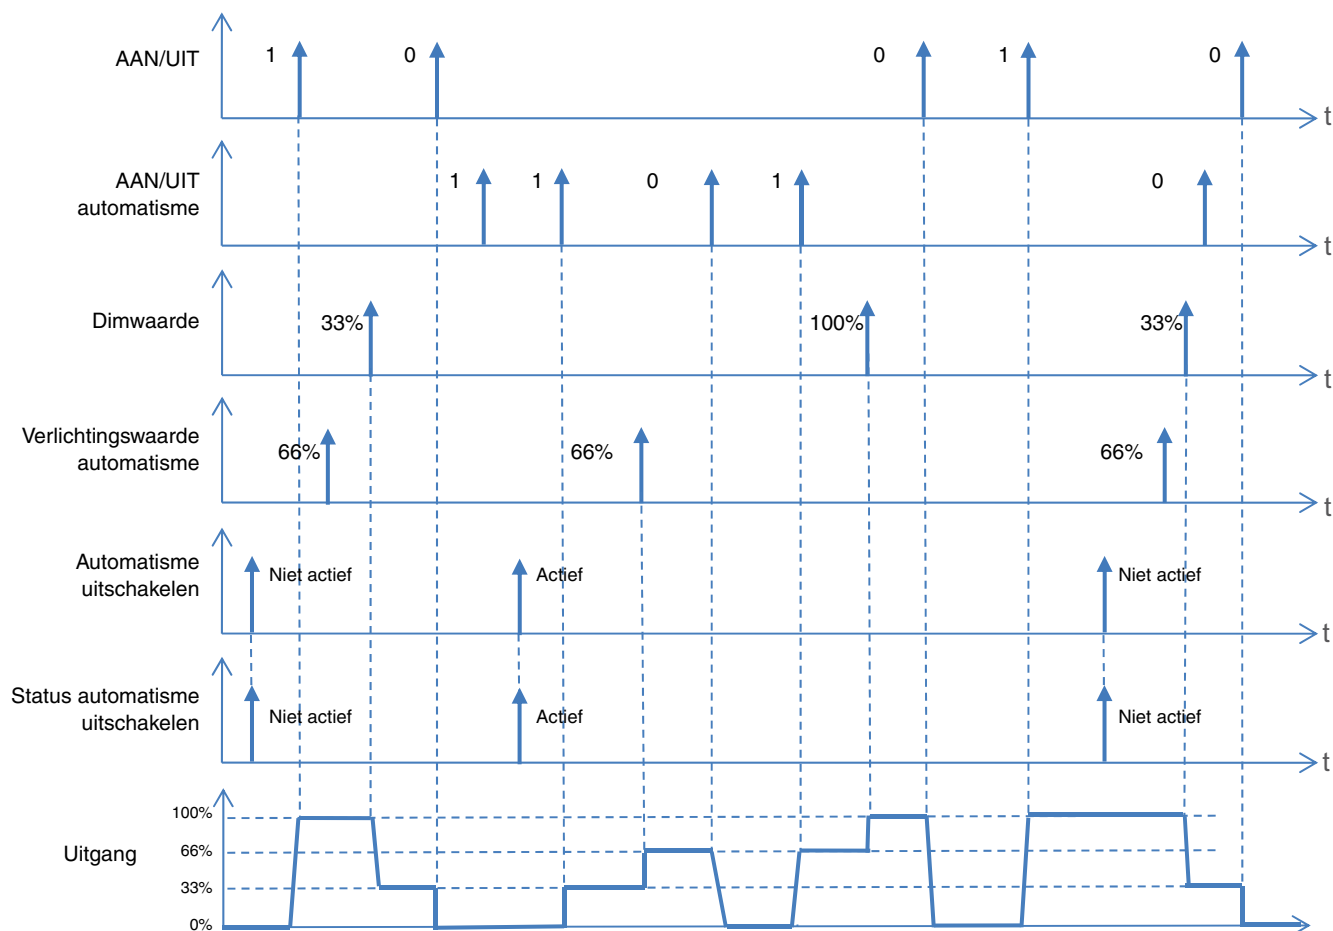 AAN/UIT
1
0
0
1
0
t
AAN/UIT
automatisme
1
1
0
1
0
t
Dimwaarde
33%
100%
33%
t
Verlichtingswaarde
automatisme
66%
66%
66%
t
Automatisme
uitschakelen
Niet actief
Actief
Niet actief
t
Status automatisme
uitschakelen
Niet actief
Actief
Niet actief
t
Uitgang
100%
66%
33%
0%